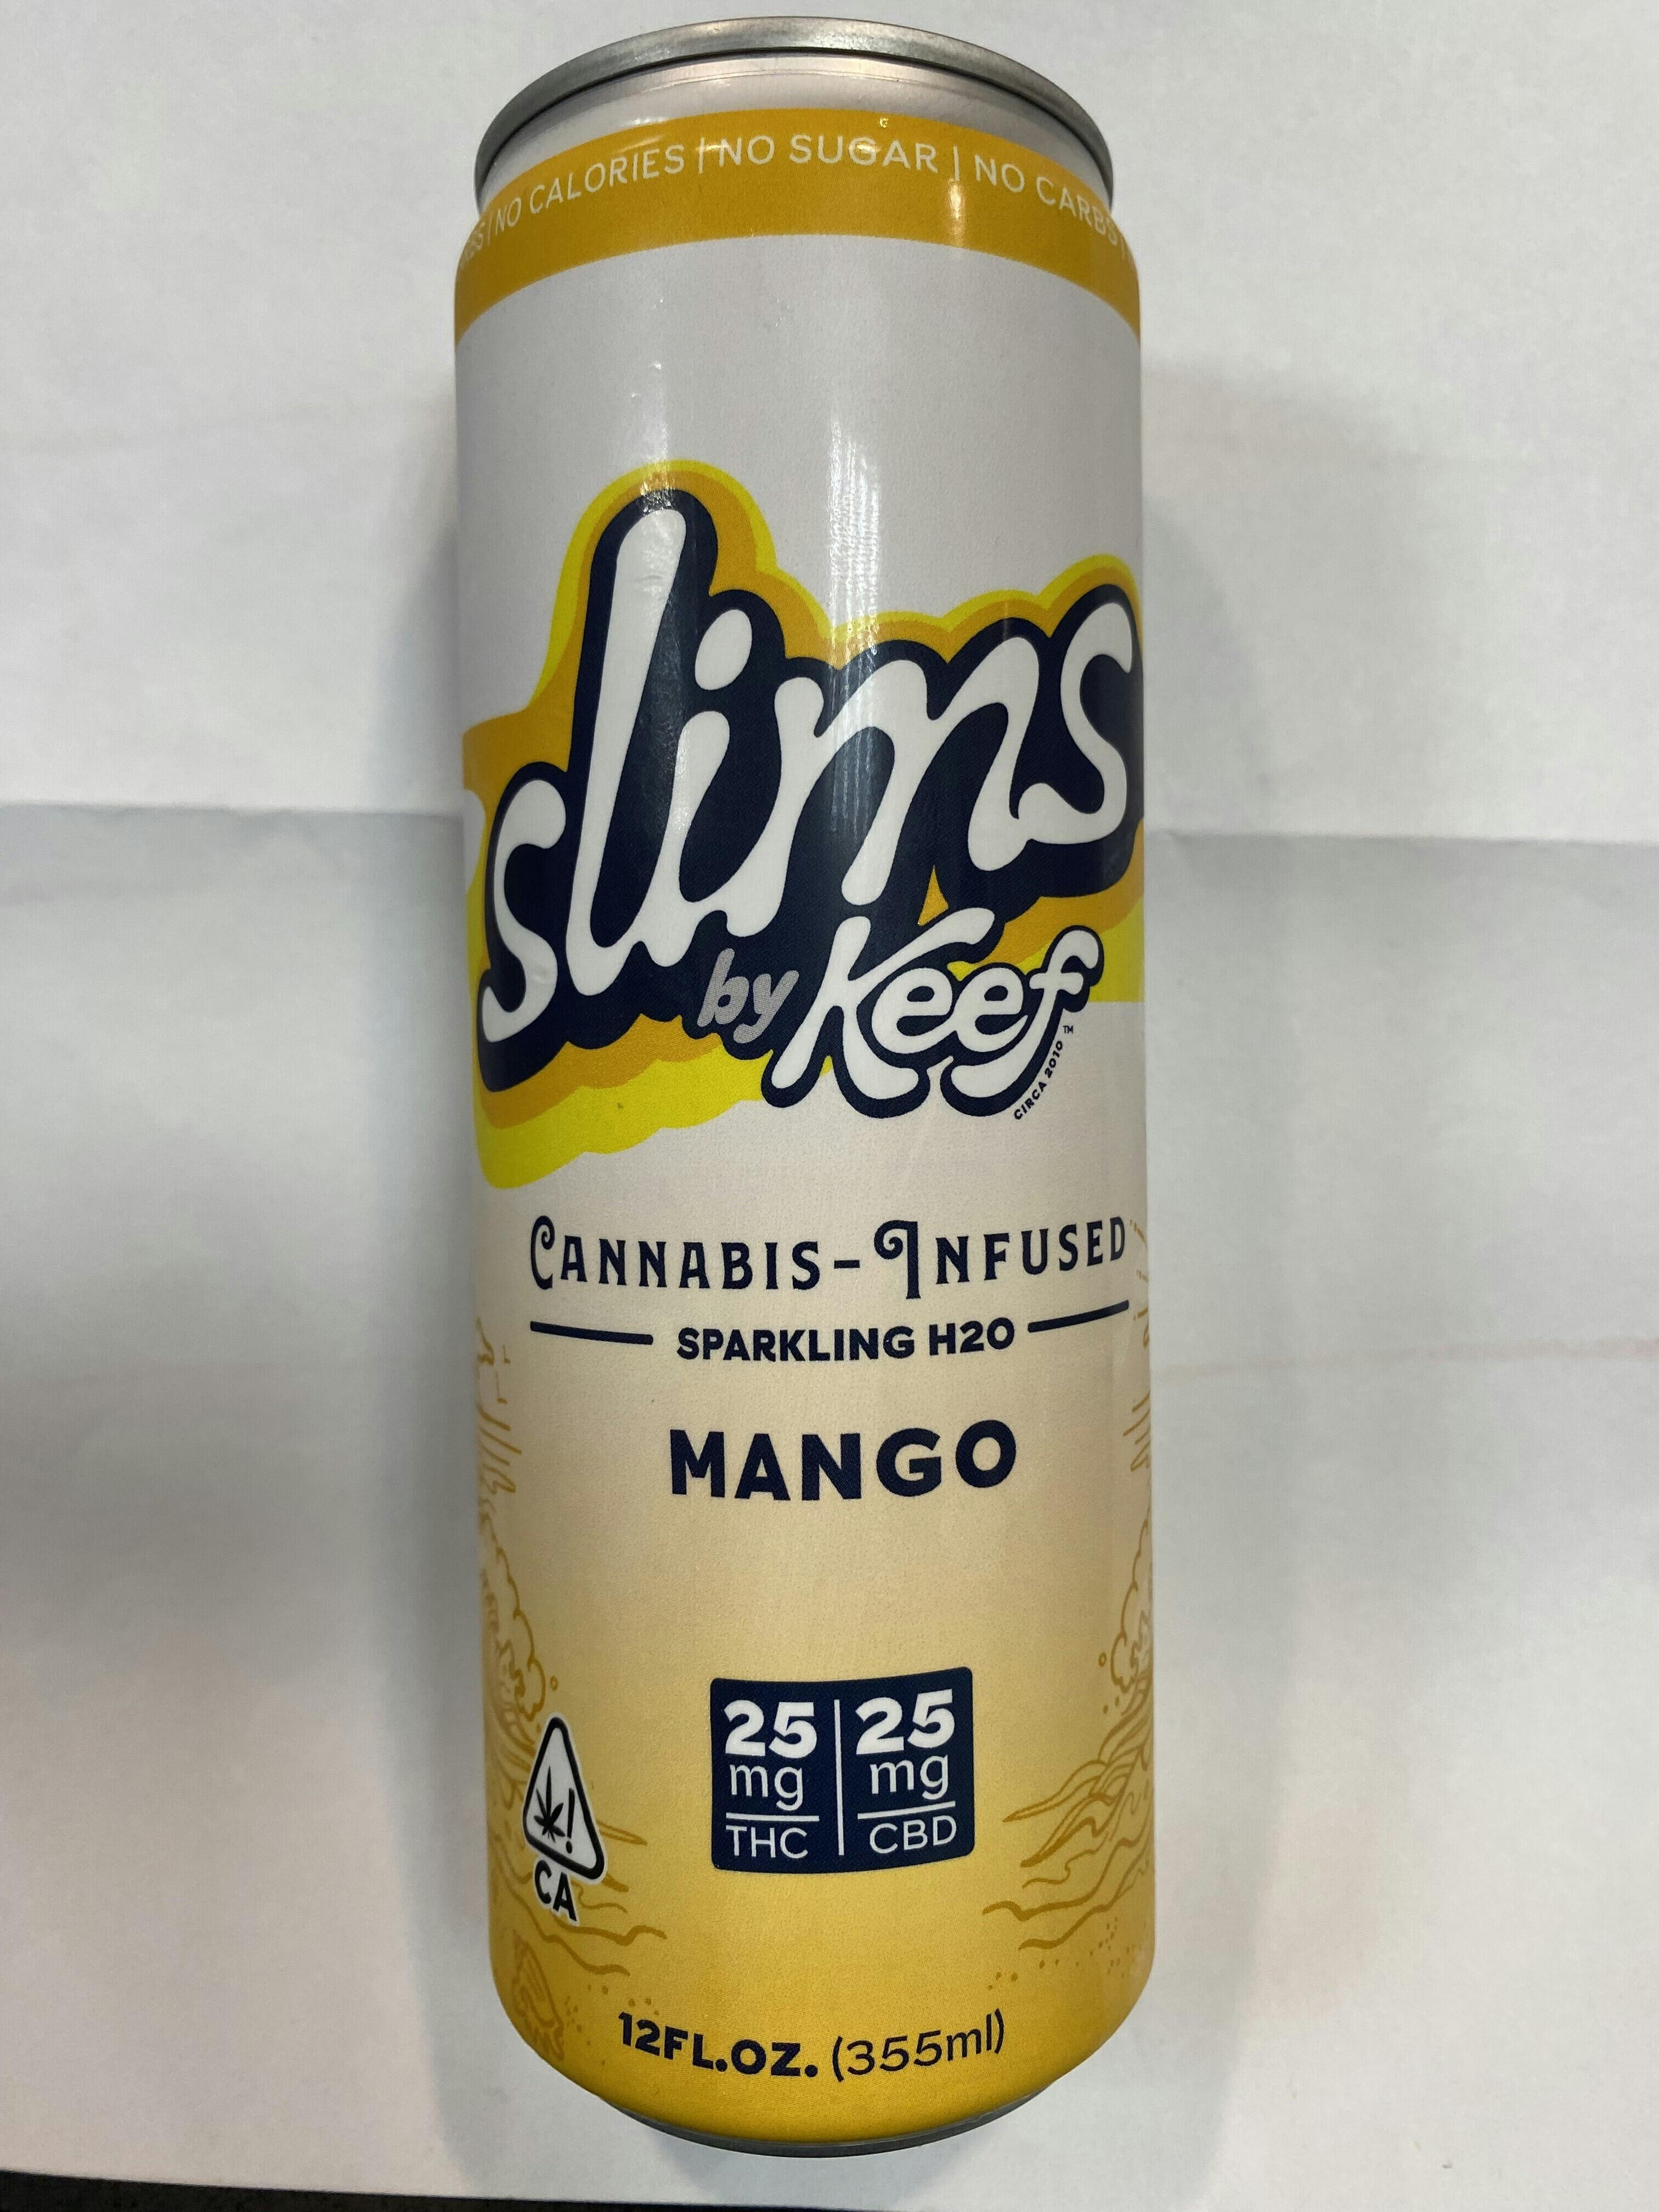 NO CALORIES | NO SUGAR | NO CARBS |
slims
by Keef™
CIRCA 2010
CANNABIS-INFUSED
SPARKLING H2O
MANGO
25 mg THC | 25 mg CBD
CA
12FL.OZ. (355ml)